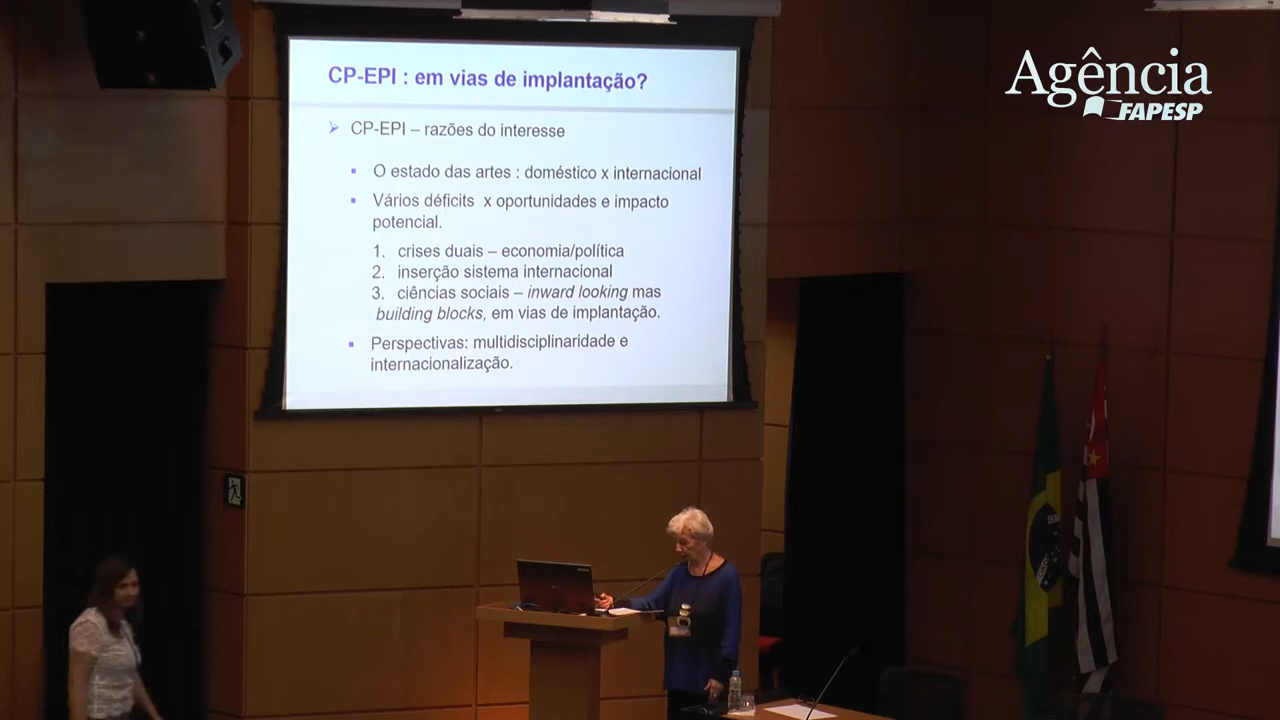 CP-EPI : em vias de implantação?
CP-EPI – razões do interesse
O estado das artes : doméstico x internacional
Vários déficits x oportunidades e impacto
potencial.
1. crises duais – economia/política
2. inserção sistema internacional
3. ciências sociais – inward looking mas
building blocks, em vias de implantação.
Perspectivas: multidisciplinaridade e
internacionalização.
Agência
FAPESP